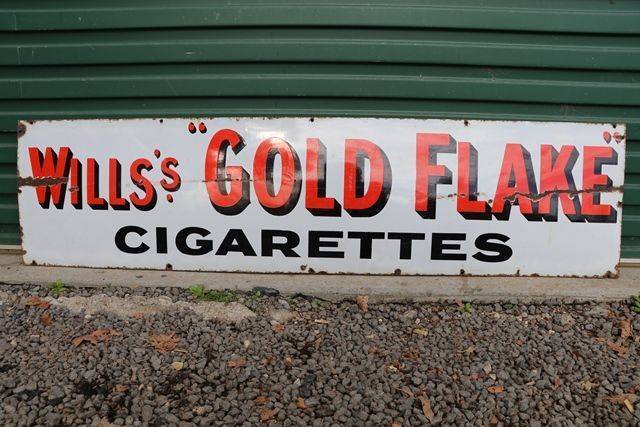 WILLS'S "GOLD FLAKE"
CIGARETTES